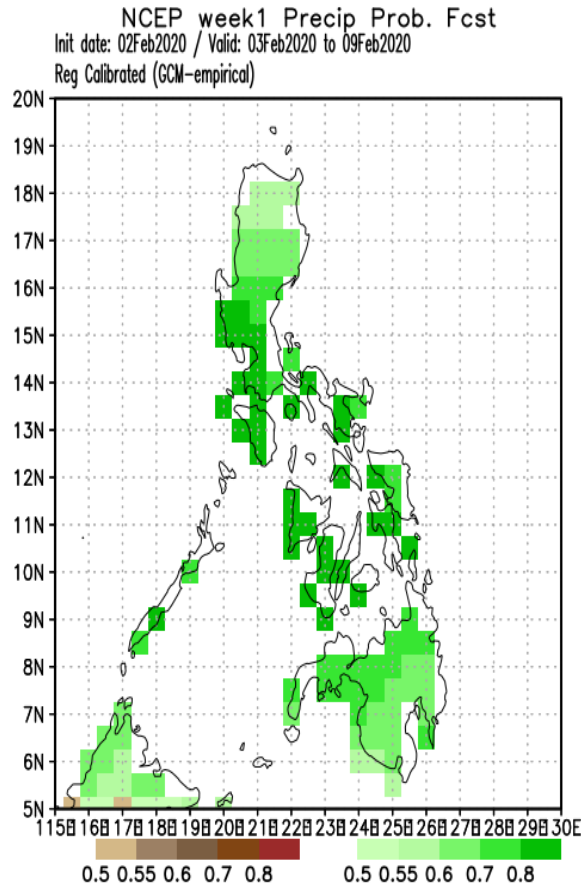 NCEP week1 Precip Prob. Fcst
Init date: 02Feb2020 / Valid: 03Feb2020 to 09Feb2020
Reg Calibrated (GCM-empirical)
20N
19N
18N
17N
16N
15N
14N
13N
12N
11N
10N
9N
8N
7N
6N
5N
115E 116E 117E 118E 119E 120E 121E 122E 123E 124E 125E 126E 127E 128E 129E 130E
0.5 0.55 0.6 0.7 0.8 0.5 0.55 0.6 0.7 0.8